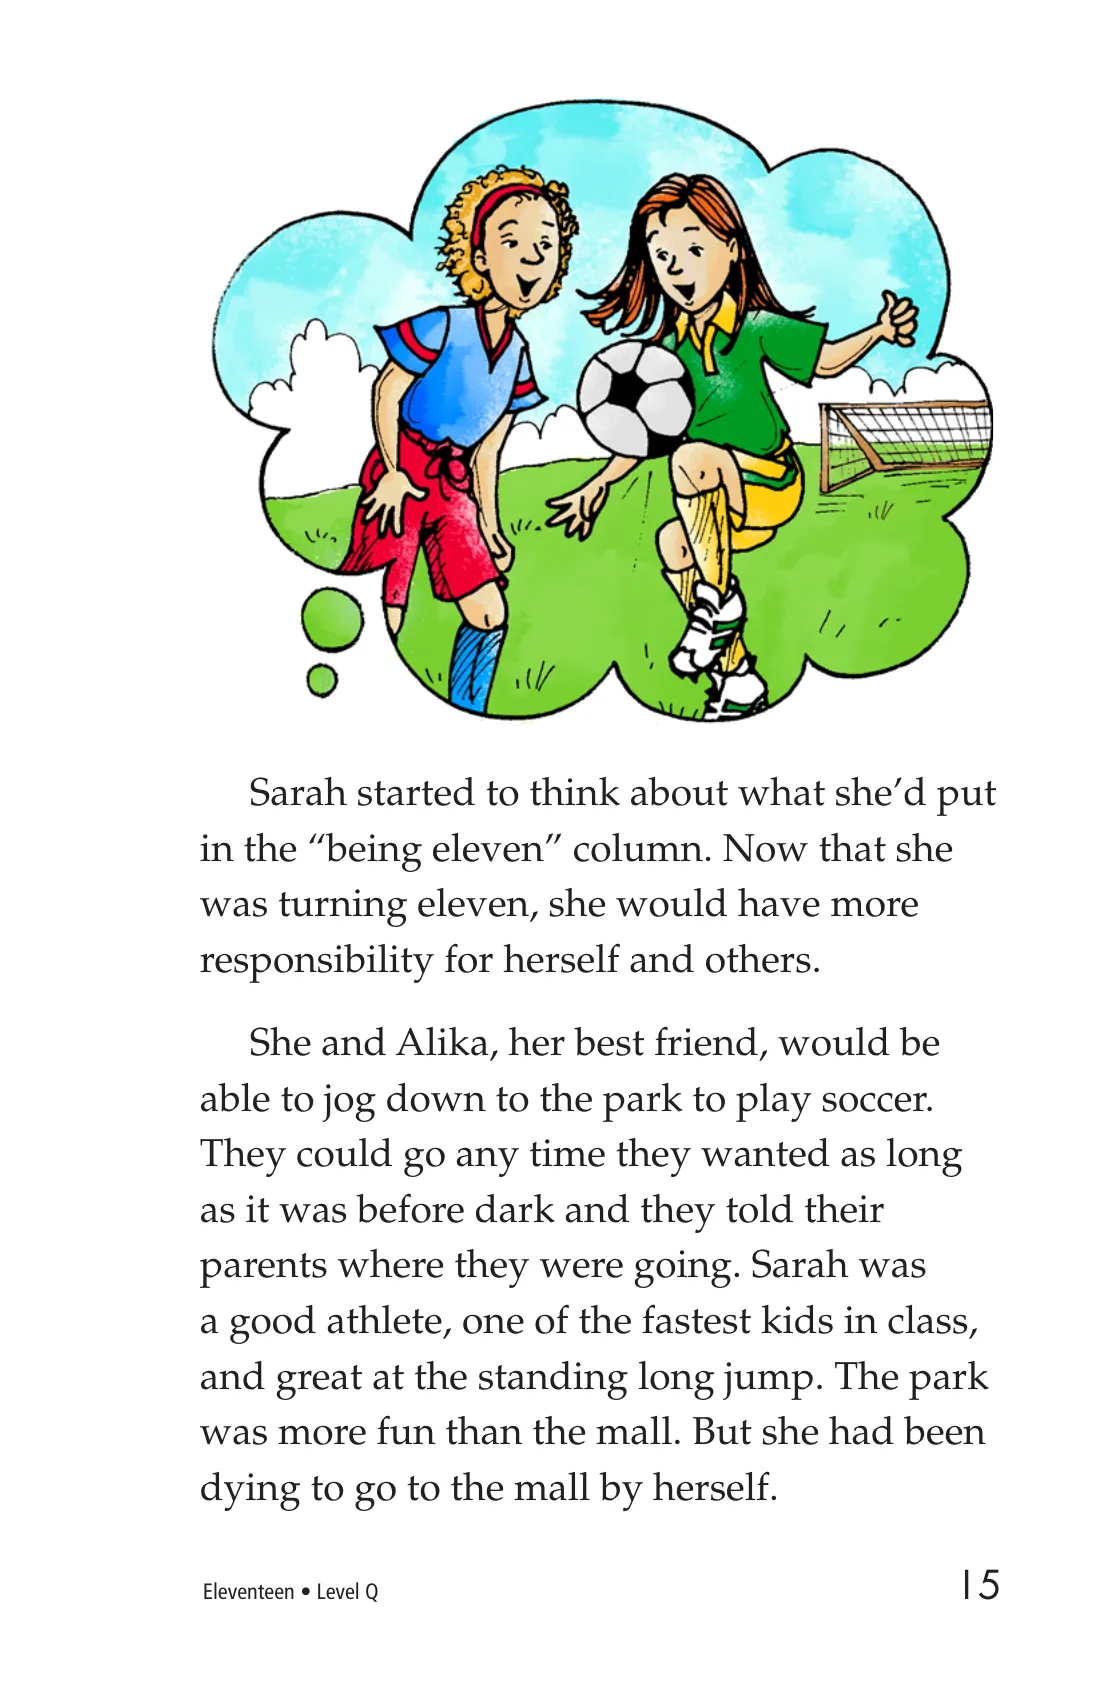 Sarah started to think about what she’d put
in the “being eleven” column. Now that she
was turning eleven, she would have more
responsibility for herself and others.
She and Alika, her best friend, would be
able to jog down to the park to play soccer.
They could go any time they wanted as long
as it was before dark and they told their
parents where they were going. Sarah was
a good athlete, one of the fastest kids in class,
and great at the standing long jump. The park
was more fun than the mall. But she had been
dying to go to the mall by herself.
Eleventeen • Level Q
15